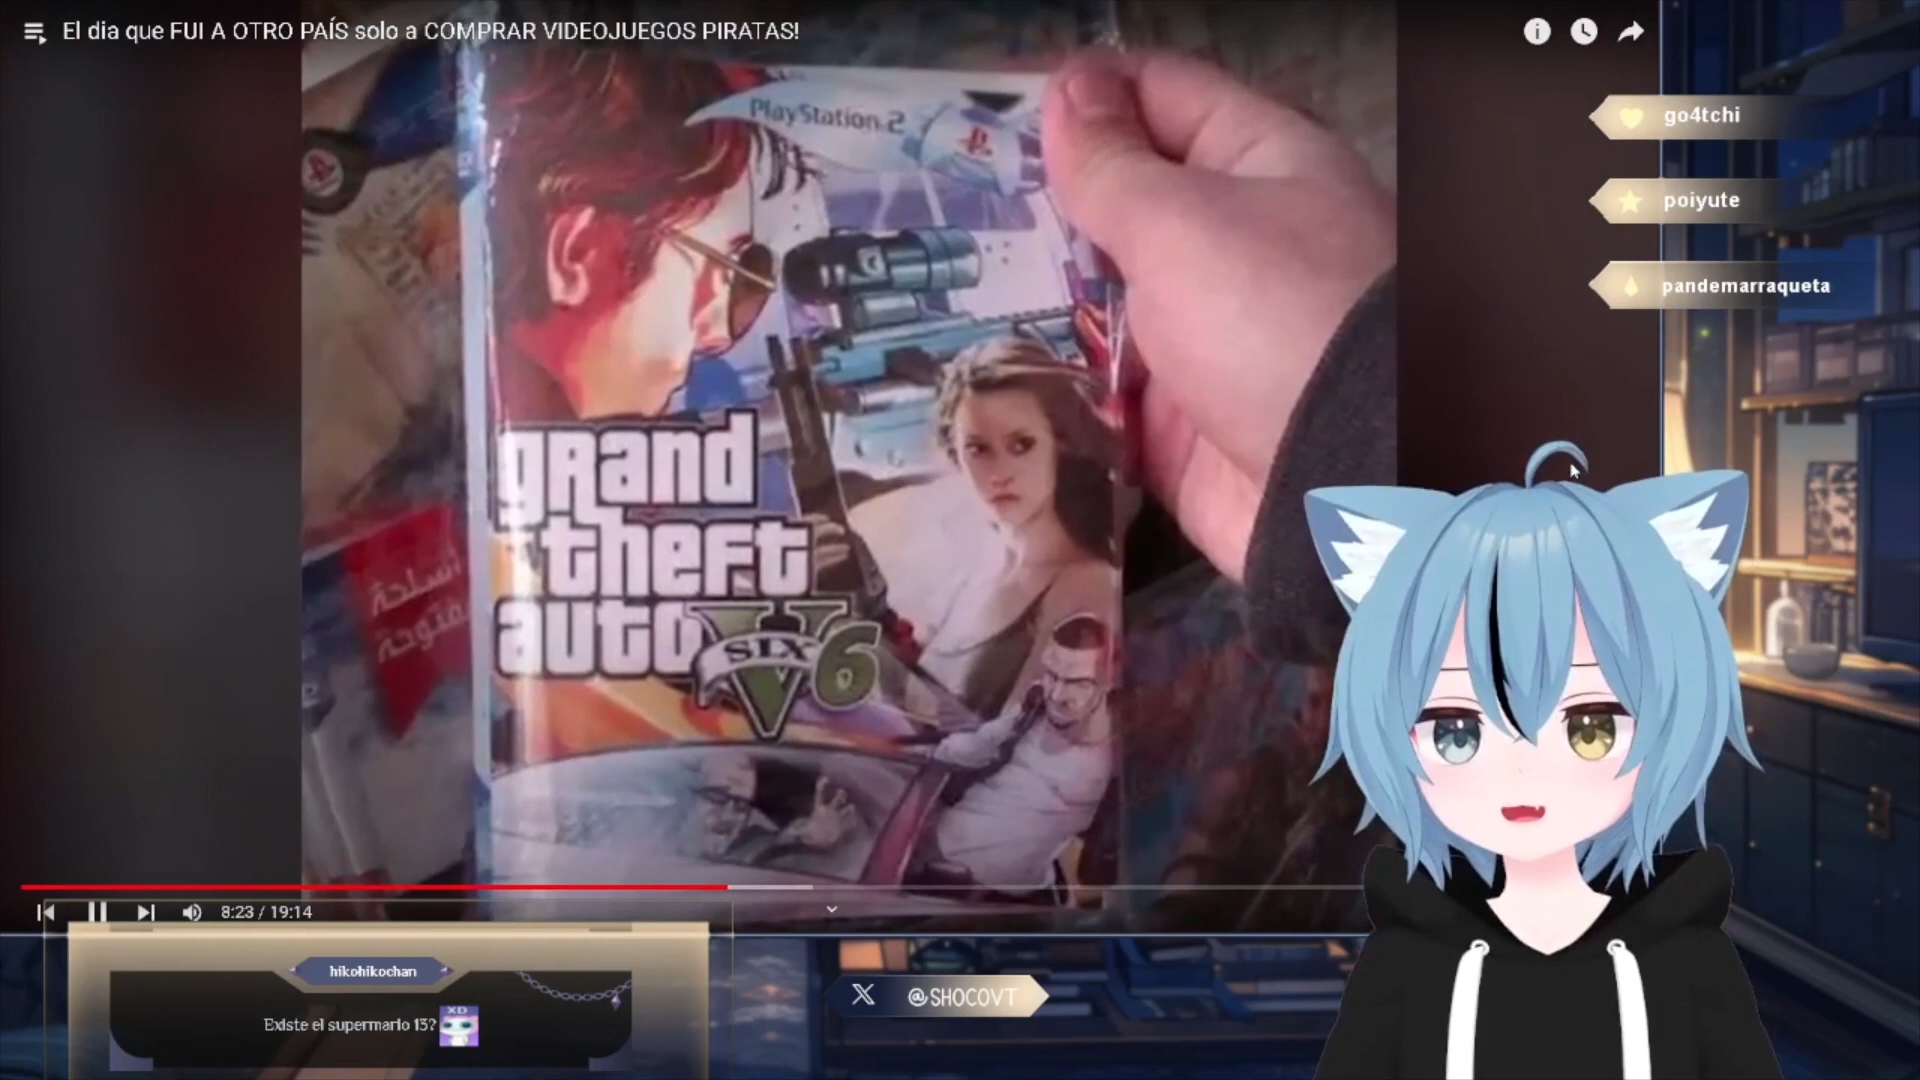 El dia que FUI A OTRO PAÍS solo a COMPRAR VIDEOJUEGOS PIRATAS!
go4tchi
poiyute
pandemarraqueta
PlayStation 2
grand
theft
auto V
SIX 6
أسلحة
مفتوحة
8:23 / 19:14
hikohikochan
Existe el supermario 13?
XD
@SHOCOVT